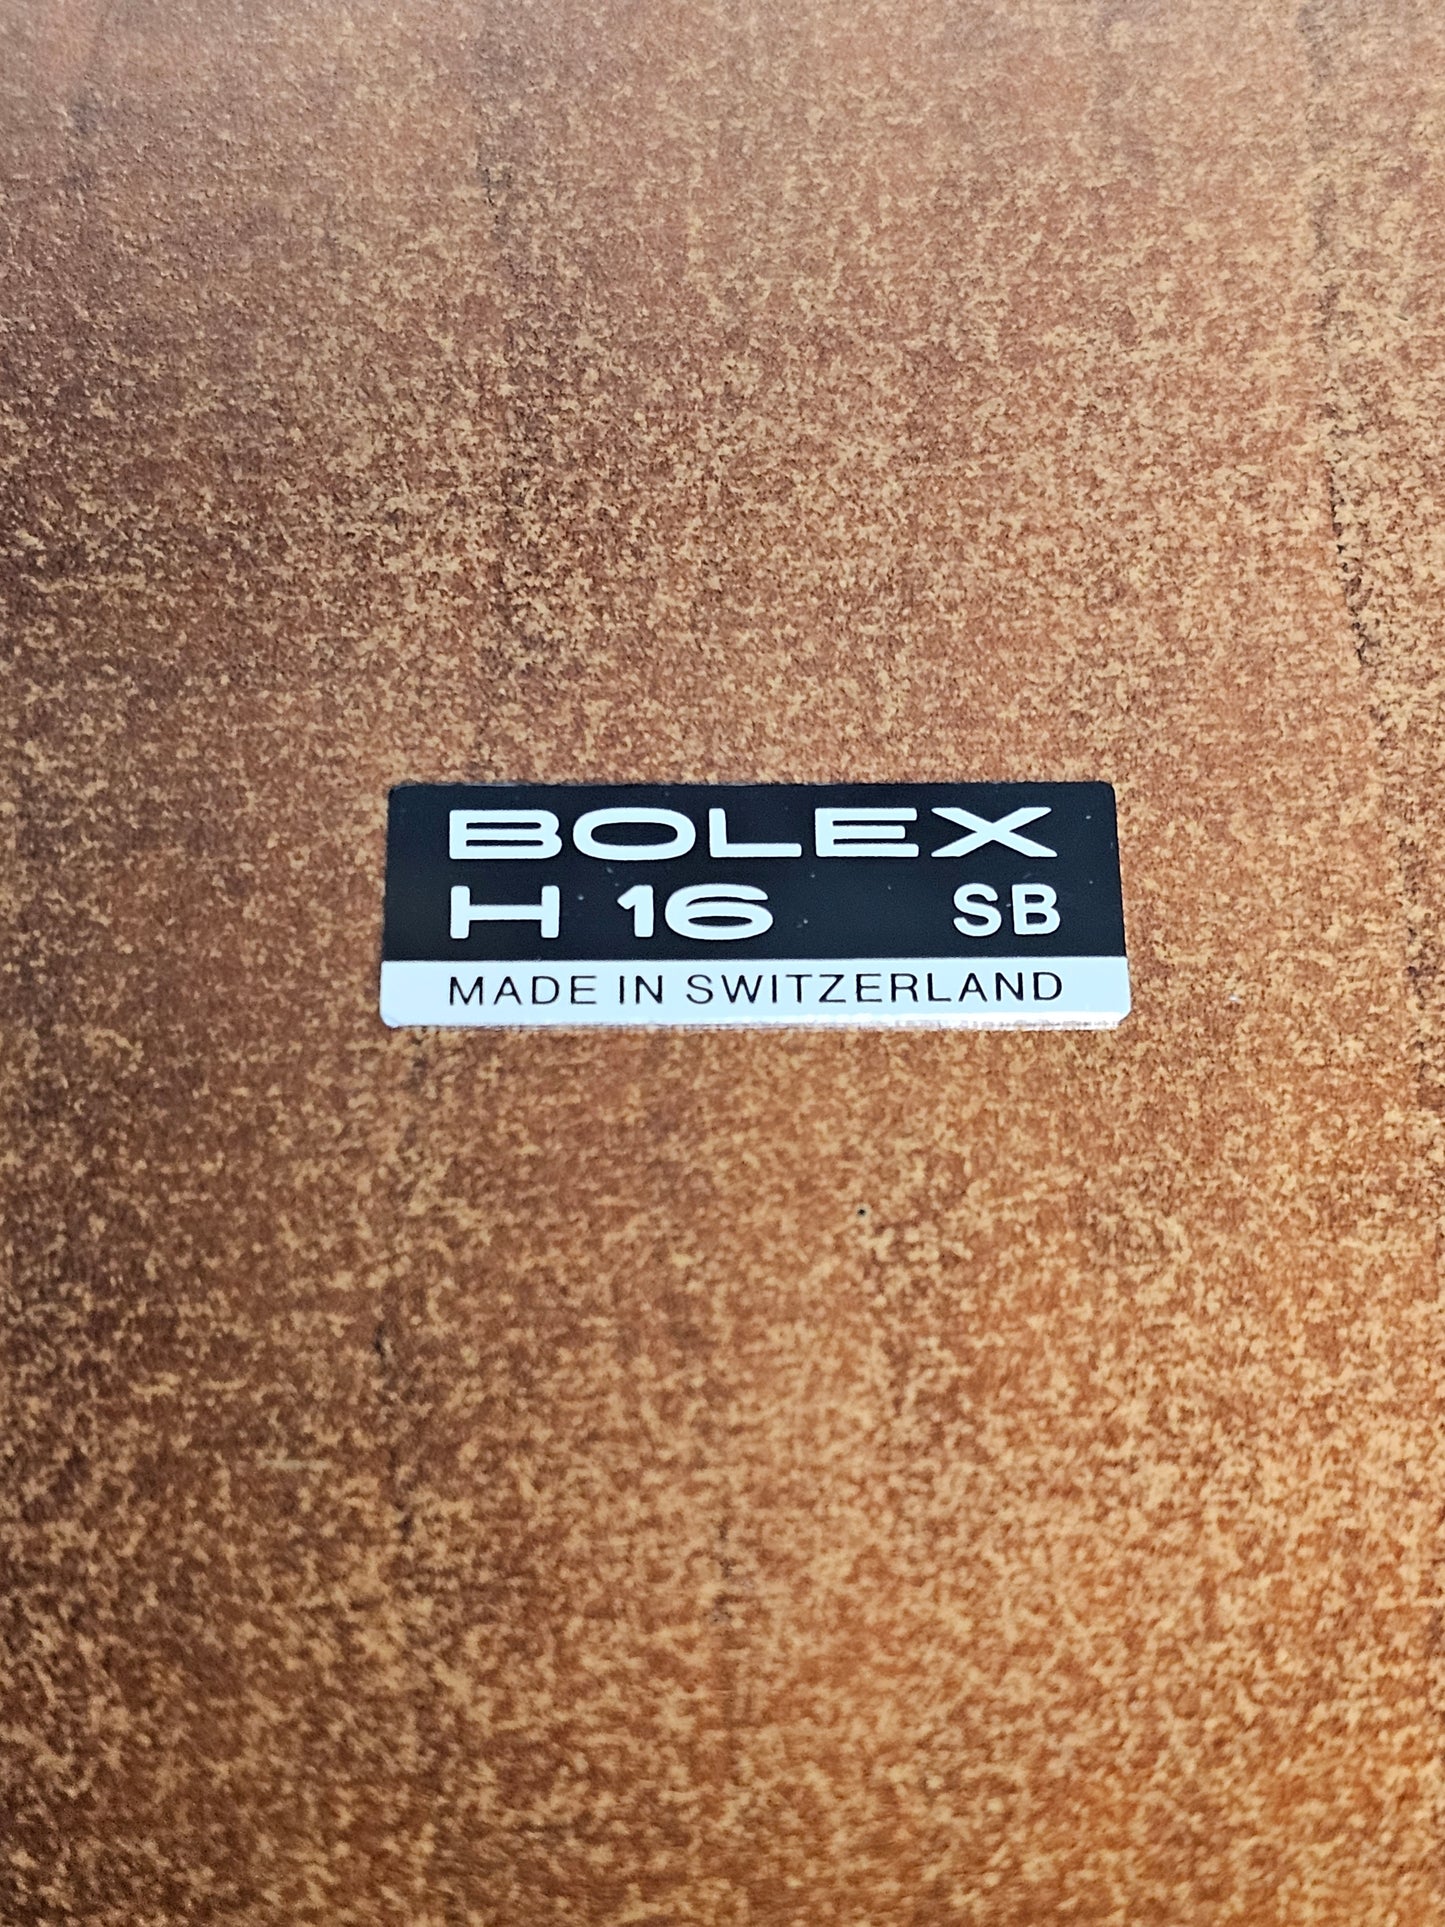 BOLEX
H 16 SB
MADE IN SWITZERLAND